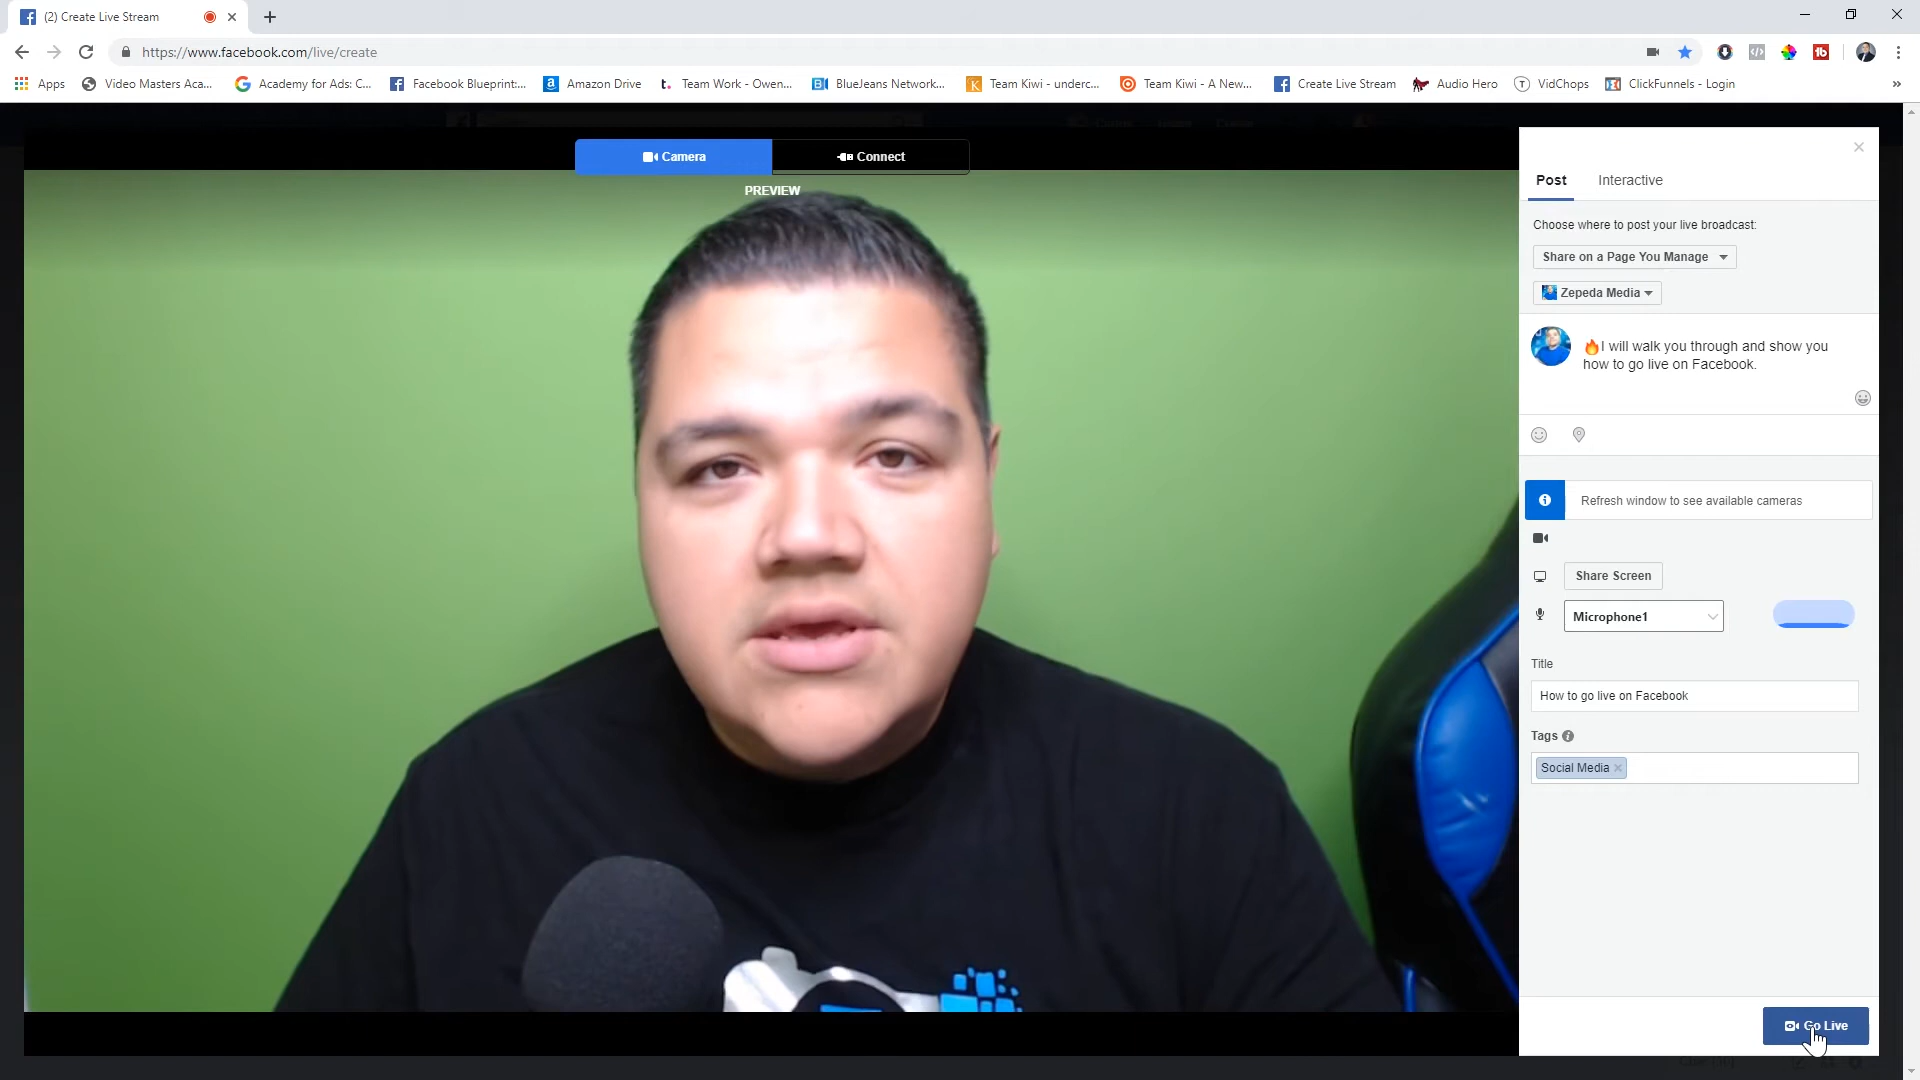 (2) Create Live Stream
https://www.facebook.com/live/create
Apps
Video Masters Aca...
Academy for Ads: C...
Facebook Blueprint:...
Amazon Drive
Team Work - Owen...
BlueJeans Network...
Team Kiwi - underc...
Team Kiwi - A New...
Create Live Stream
Audio Hero
VidChops
ClickFunnels - Login
Camera
Connect
PREVIEW
Post
Interactive
Choose where to post your live broadcast:
Share on a Page You Manage
Zepeda Media
🔥I will walk you through and show you
how to go live on Facebook.
Refresh window to see available cameras
Share Screen
Microphone1
Title
How to go live on Facebook
Tags
Social Media
Go Live